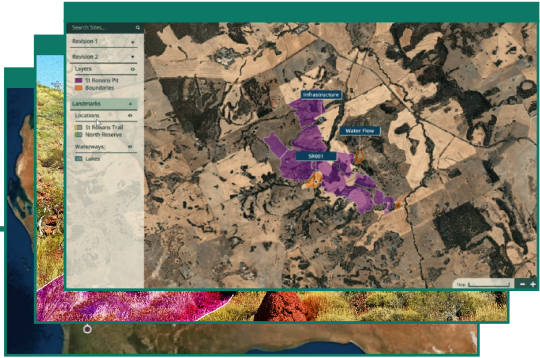 Search Sites...
Revision 1
Revision 2
Layers
St Ronans Pit
Boundaries
Landmarks
Locations
St Ronans Trail
North Reserve
Waterways
Lakes
Infrastructure
Water Flow
SR001